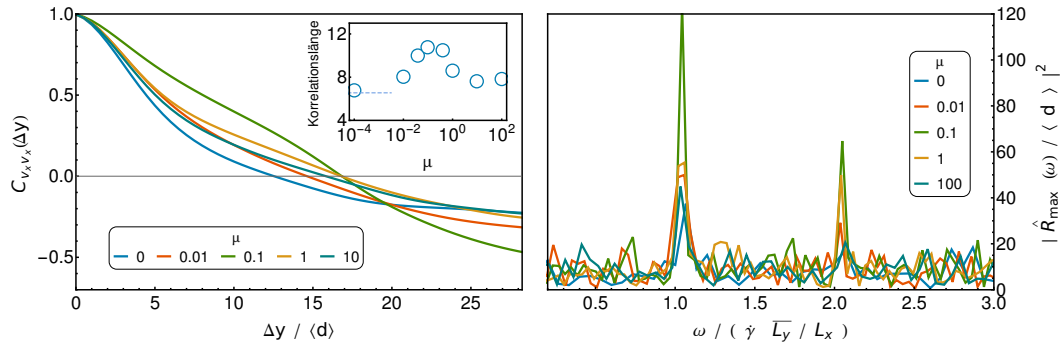 1.0
0.5
0.0
−0.5
C_{v_x v_x}(Δy)
0 5 10 15 20 25
Δy / ⟨d⟩
μ
0 0.01 0.1 1 10
Korrelationslänge
12
8
4
10^{-4} 10^{-2} 10^{0} 10^{2}
μ
μ
0
0.01
0.1
1
100
0.5 1.0 1.5 2.0 2.5 3.0
ω / ( γ̇ \overline{L_y} / L_x )
120
100
80
60
40
20
0
| R̂_{max} (ω) / ⟨ d ⟩ |^2